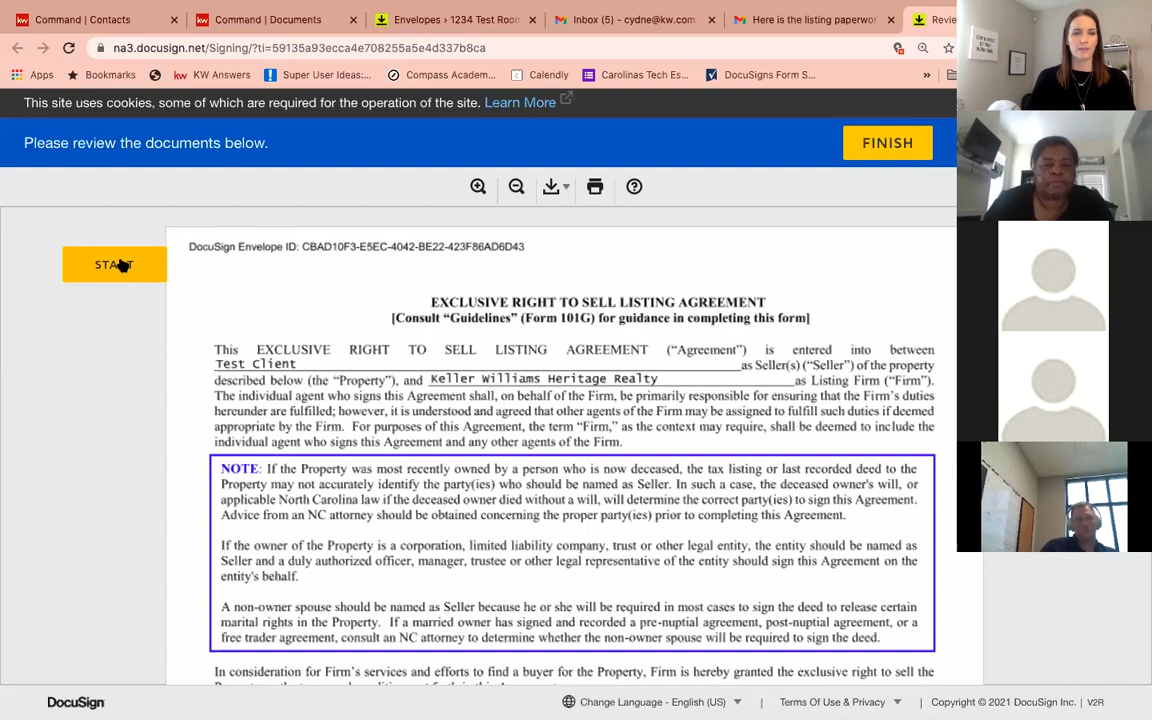 Command | Contacts
Command | Documents
Envelopes › 1234 Test Roon
Inbox (5) - cydne@kw.com
Here is the listing paperwor
Revie
na3.docusign.net/Signing/?ti=59135a93ecca4e708255a5e4d337b8ca
Apps
Bookmarks
kw KW Answers
Super User Ideas:...
Compass Academ...
Calendly
Carolinas Tech Es...
DocuSigns Form S...
»
This site uses cookies, some of which are required for the operation of the site. Learn More
Please review the documents below.
FINISH
START
DocuSign Envelope ID: CBAD10F3-E5EC-4042-BE22-423F86AD6D43
EXCLUSIVE RIGHT TO SELL LISTING AGREEMENT
[Consult “Guidelines” (Form 101G) for guidance in completing this form]
This EXCLUSIVE RIGHT TO SELL LISTING AGREEMENT (“Agreement”) is entered into between
Test Client as Seller(s) (“Seller”) of the property
described below (the “Property”), and Keller Williams Heritage Realty as Listing Firm (“Firm”).
The individual agent who signs this Agreement shall, on behalf of the Firm, be primarily responsible for ensuring that the Firm’s duties
hereunder are fulfilled; however, it is understood and agreed that other agents of the Firm may be assigned to fulfill such duties if deemed
appropriate by the Firm. For purposes of this Agreement, the term “Firm,” as the context may require, shall be deemed to include the
individual agent who signs this Agreement and any other agents of the Firm.
NOTE: If the Property was most recently owned by a person who is now deceased, the tax listing or last recorded deed to the
Property may not accurately identify the party(ies) who should be named as Seller. In such a case, the deceased owner's will, or
applicable North Carolina law if the deceased owner died without a will, will determine the correct party(ies) to sign this Agreement.
Advice from an NC attorney should be obtained concerning the proper party(ies) prior to completing this Agreement.
If the owner of the Property is a corporation, limited liability company, trust or other legal entity, the entity should be named as
Seller and a duly authorized officer, manager, trustee or other legal representative of the entity should sign this Agreement on the
entity's behalf.
A non-owner spouse should be named as Seller because he or she will be required in most cases to sign the deed to release certain
marital rights in the Property. If a married owner has signed and recorded a pre-nuptial agreement, post-nuptial agreement, or a
free trader agreement, consult an NC attorney to determine whether the non-owner spouse will be required to sign the deed.
In consideration for Firm’s services and efforts to find a buyer for the Property, Firm is hereby granted the exclusive right to sell the
DocuSign
Change Language - English (US)
Terms Of Use & Privacy
Copyright © 2021 DocuSign Inc. | V2R